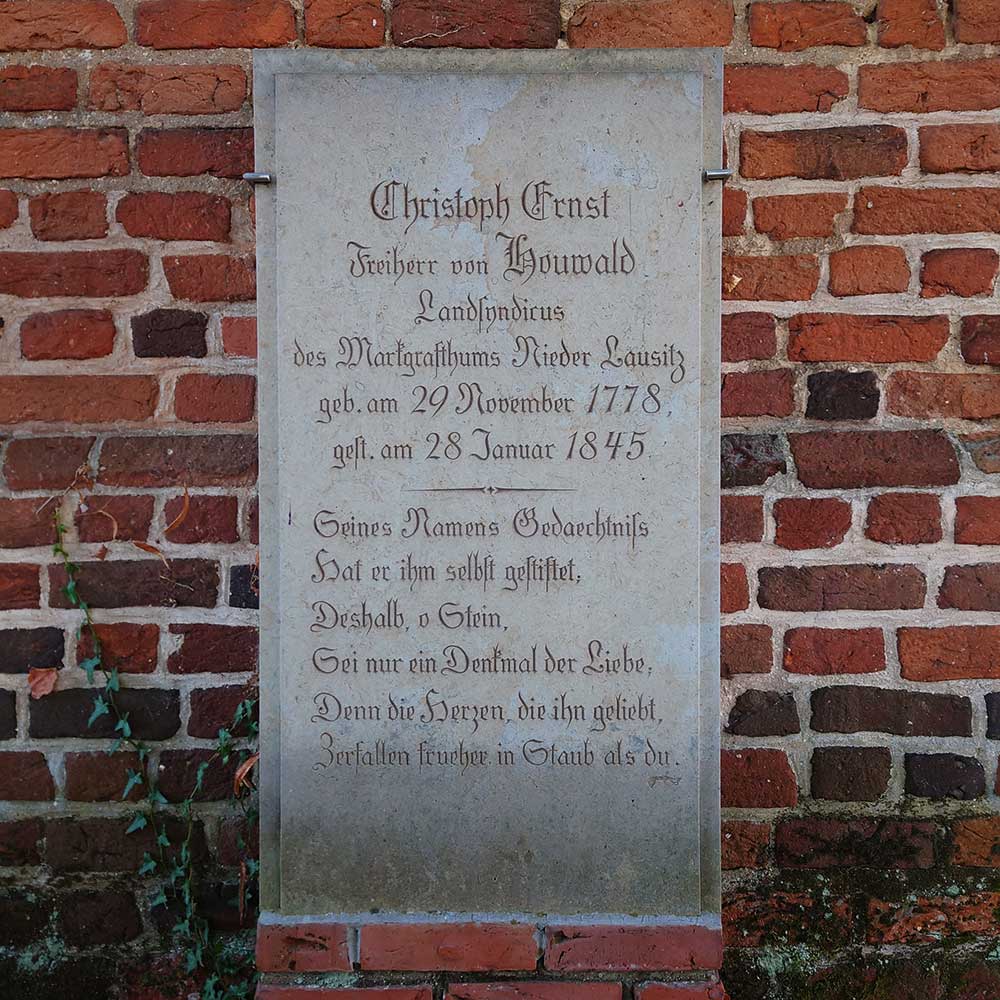 Christoph Ernst
Freiherr von Houwald
Landsyndicus
des Markgrafthums Nieder Lausitz
geb. am 29 November 1778,
gest. am 28 Januar 1845.
Seines Namens Gedaechtniss
Hat er ihm selbst gestiftet;
Deshalb, o Stein,
Sei nur ein Denkmal der Liebe;
Denn die Herzen, die ihn geliebt,
Zerfallen frueher in Staub als du.